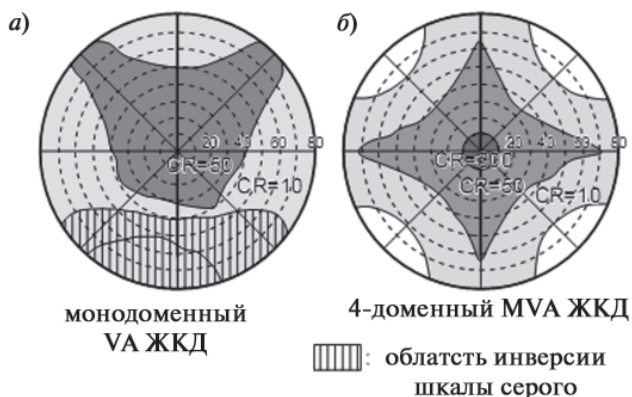 а)
б)
20 40 60 80
CR=50
CR=10
20 40 60 80
CR=300
CR=50
CR=10
монодоменный
VA ЖКД
4-доменный MVA ЖКД
: облатсть инверсии
шкалы серого